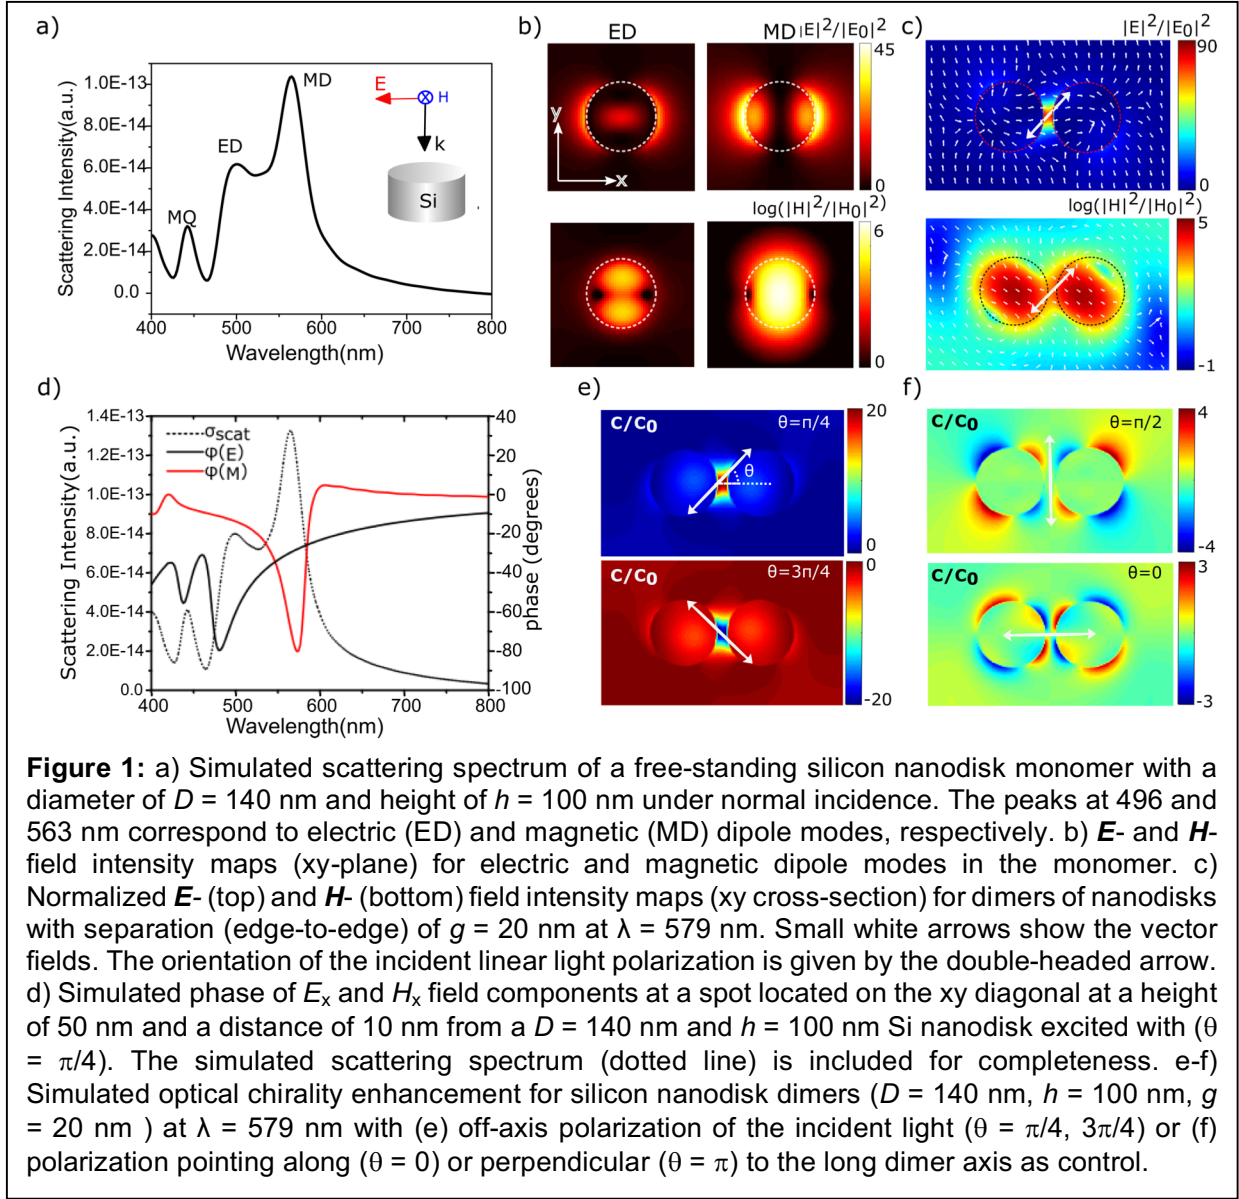 a)
Scattering Intensity(a.u.)
1.0E-13
8.0E-14
6.0E-14
4.0E-14
2.0E-14
0.0
400
500
600
700
800
Wavelength(nm)
MQ
ED
MD
E
H
k
Si
b)
ED
MD
|E|²/|E₀|²
45
0
y
x
log(|H|²/|H₀|²)
6
0
c)
|E|²/|E₀|²
90
0
log(|H|²/|H₀|²)
5
-1
d)
Scattering Intensity(a.u.)
1.4E-13
1.2E-13
1.0E-13
8.0E-14
6.0E-14
4.0E-14
2.0E-14
0.0
400
500
600
700
800
Wavelength(nm)
σscat
φ(E)
φ(M)
40
20
0
-20
-40
-60
-80
-100
phase (degrees)
e)
C/C₀
θ=π/4
θ
20
0
C/C₀
θ=3π/4
0
-20
f)
C/C₀
θ=π/2
4
-4
C/C₀
θ=0
3
-3
Figure 1: a) Simulated scattering spectrum of a free-standing silicon nanodisk monomer with a
diameter of D = 140 nm and height of h = 100 nm under normal incidence. The peaks at 496 and
563 nm correspond to electric (ED) and magnetic (MD) dipole modes, respectively. b) E- and H-
field intensity maps (xy-plane) for electric and magnetic dipole modes in the monomer. c)
Normalized E- (top) and H- (bottom) field intensity maps (xy cross-section) for dimers of nanodisks
with separation (edge-to-edge) of g = 20 nm at λ = 579 nm. Small white arrows show the vector
fields. The orientation of the incident linear light polarization is given by the double-headed arrow.
d) Simulated phase of Eₓ and Hₓ field components at a spot located on the xy diagonal at a height
of 50 nm and a distance of 10 nm from a D = 140 nm and h = 100 nm Si nanodisk excited with (θ
= π/4). The simulated scattering spectrum (dotted line) is included for completeness. e-f)
Simulated optical chirality enhancement for silicon nanodisk dimers (D = 140 nm, h = 100 nm, g
= 20 nm ) at λ = 579 nm with (e) off-axis polarization of the incident light (θ = π/4, 3π/4) or (f)
polarization pointing along (θ = 0) or perpendicular (θ = π) to the long dimer axis as control.